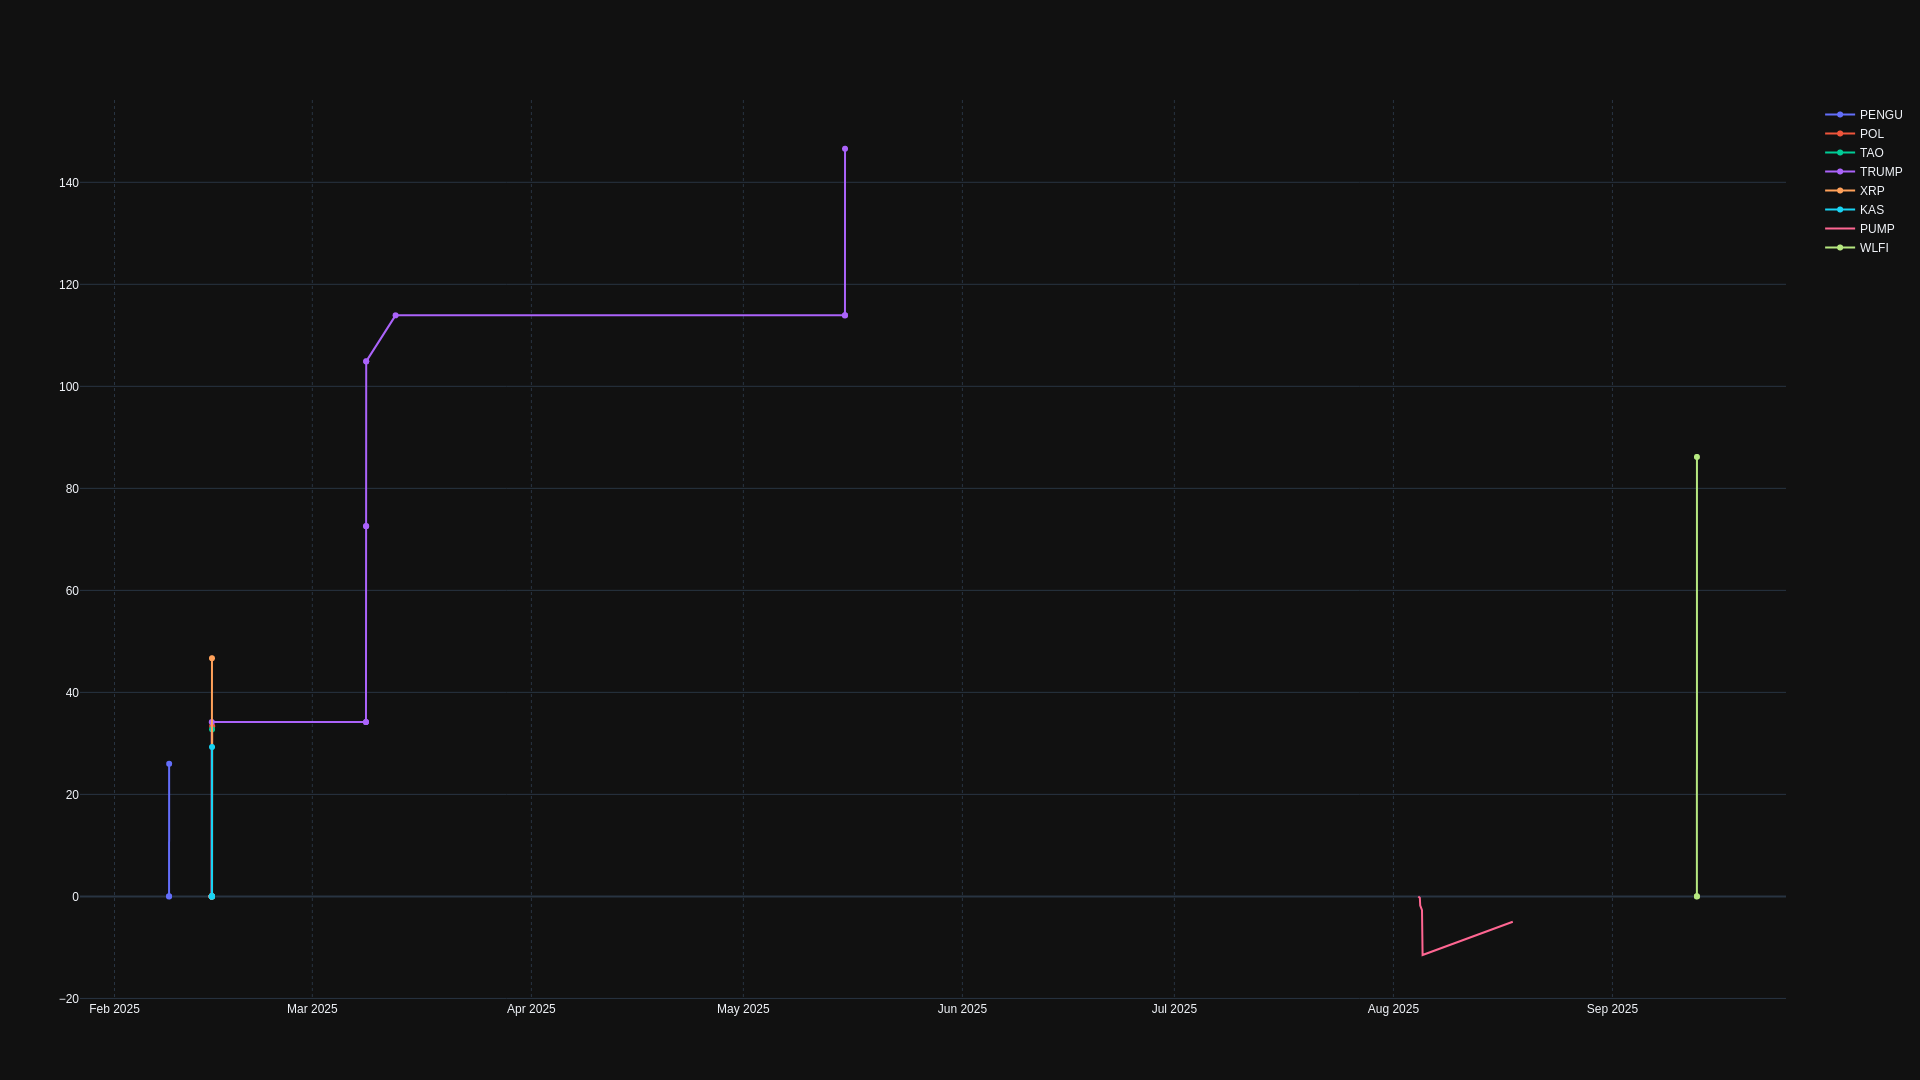 140
120
100
80
60
40
20
0
−20
Feb 2025
Mar 2025
Apr 2025
May 2025
Jun 2025
Jul 2025
Aug 2025
Sep 2025
PENGU
POL
TAO
TRUMP
XRP
KAS
PUMP
WLFI